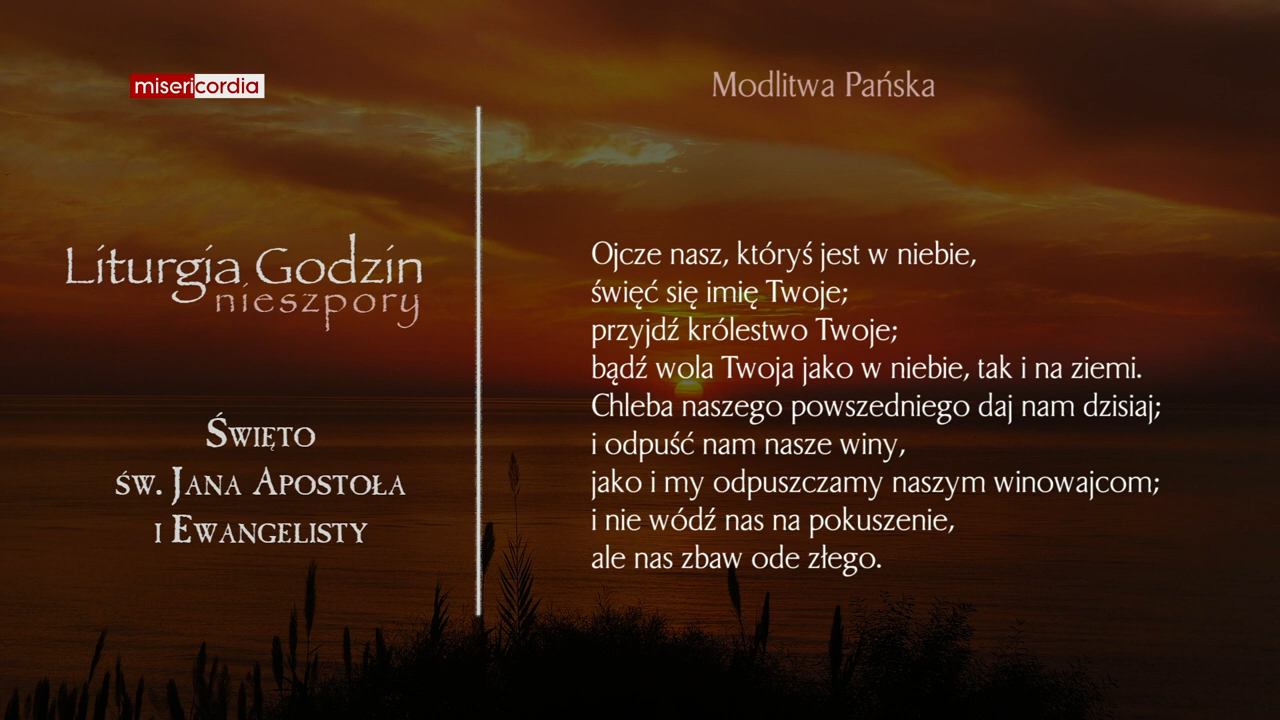 misericordia
Liturgia Godzin
nieszpory
Święto
św. Jana Apostoła
i Ewangelisty
Modlitwa Pańska
Ojcze nasz, któryś jest w niebie,
święć się imię Twoje;
przyjdź królestwo Twoje;
bądź wola Twoja jako w niebie, tak i na ziemi.
Chleba naszego powszedniego daj nam dzisiaj;
i odpuść nam nasze winy,
jako i my odpuszczamy naszym winowajcom;
i nie wódź nas na pokuszenie,
ale nas zbaw ode złego.